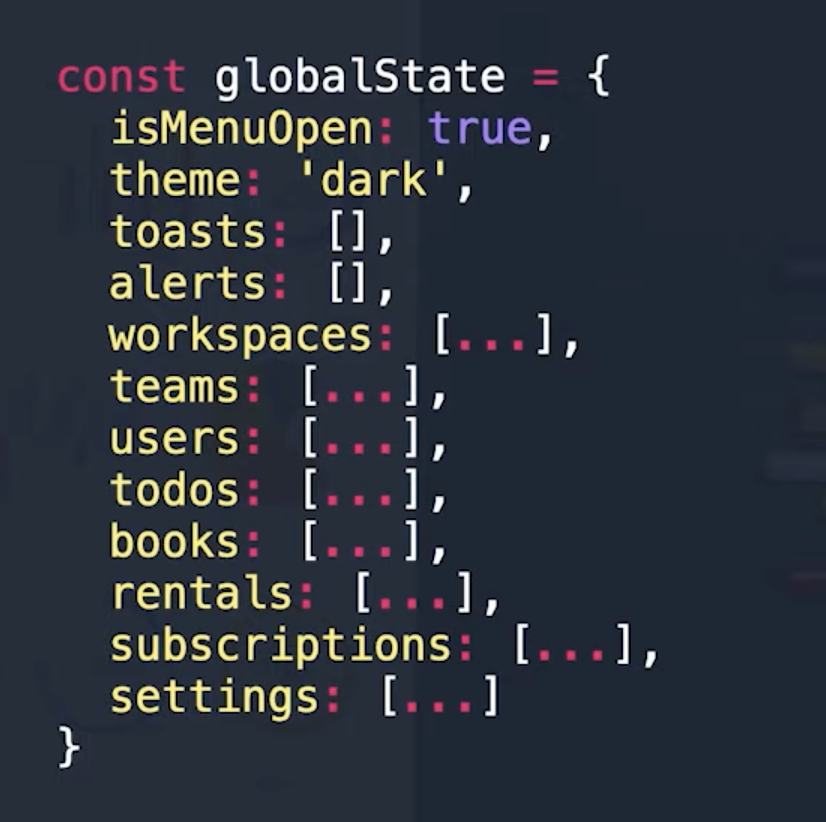 const globalState = {
isMenuOpen: true,
theme: 'dark',
toasts: [],
alerts: [],
workspaces: [...],
teams: [...],
users: [...],
todos: [...],
books: [...],
rentals: [...],
subscriptions: [...],
settings: [...]
}